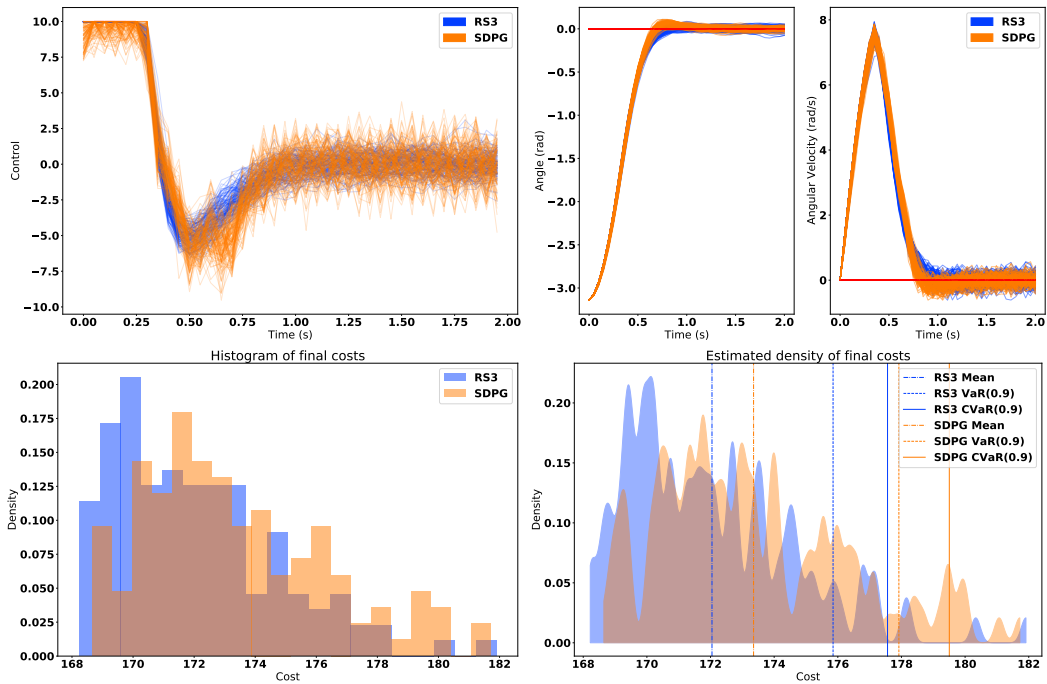 10.0
7.5
5.0
2.5
0.0
−2.5
−5.0
−7.5
−10.0
Control
0.00 0.25 0.50 0.75 1.00 1.25 1.50 1.75 2.00
Time (s)
RS3
SDPG
0.0
−0.5
−1.0
−1.5
−2.0
−2.5
−3.0
Angle (rad)
0.0 0.5 1.0 1.5 2.0
Time (s)
8
6
4
2
0
Angular Velocity (rad/s)
0.0 0.5 1.0 1.5 2.0
Time (s)
RS3
SDPG
Histogram of final costs
0.200
0.175
0.150
0.125
0.100
0.075
0.050
0.025
0.000
Density
168 170 172 174 176 178 180 182
Cost
RS3
SDPG
Estimated density of final costs
0.20
0.15
0.10
0.05
0.00
Density
168 170 172 174 176 178 180 182
Cost
RS3 Mean
RS3 VaR(0.9)
RS3 CVaR(0.9)
SDPG Mean
SDPG VaR(0.9)
SDPG CVaR(0.9)